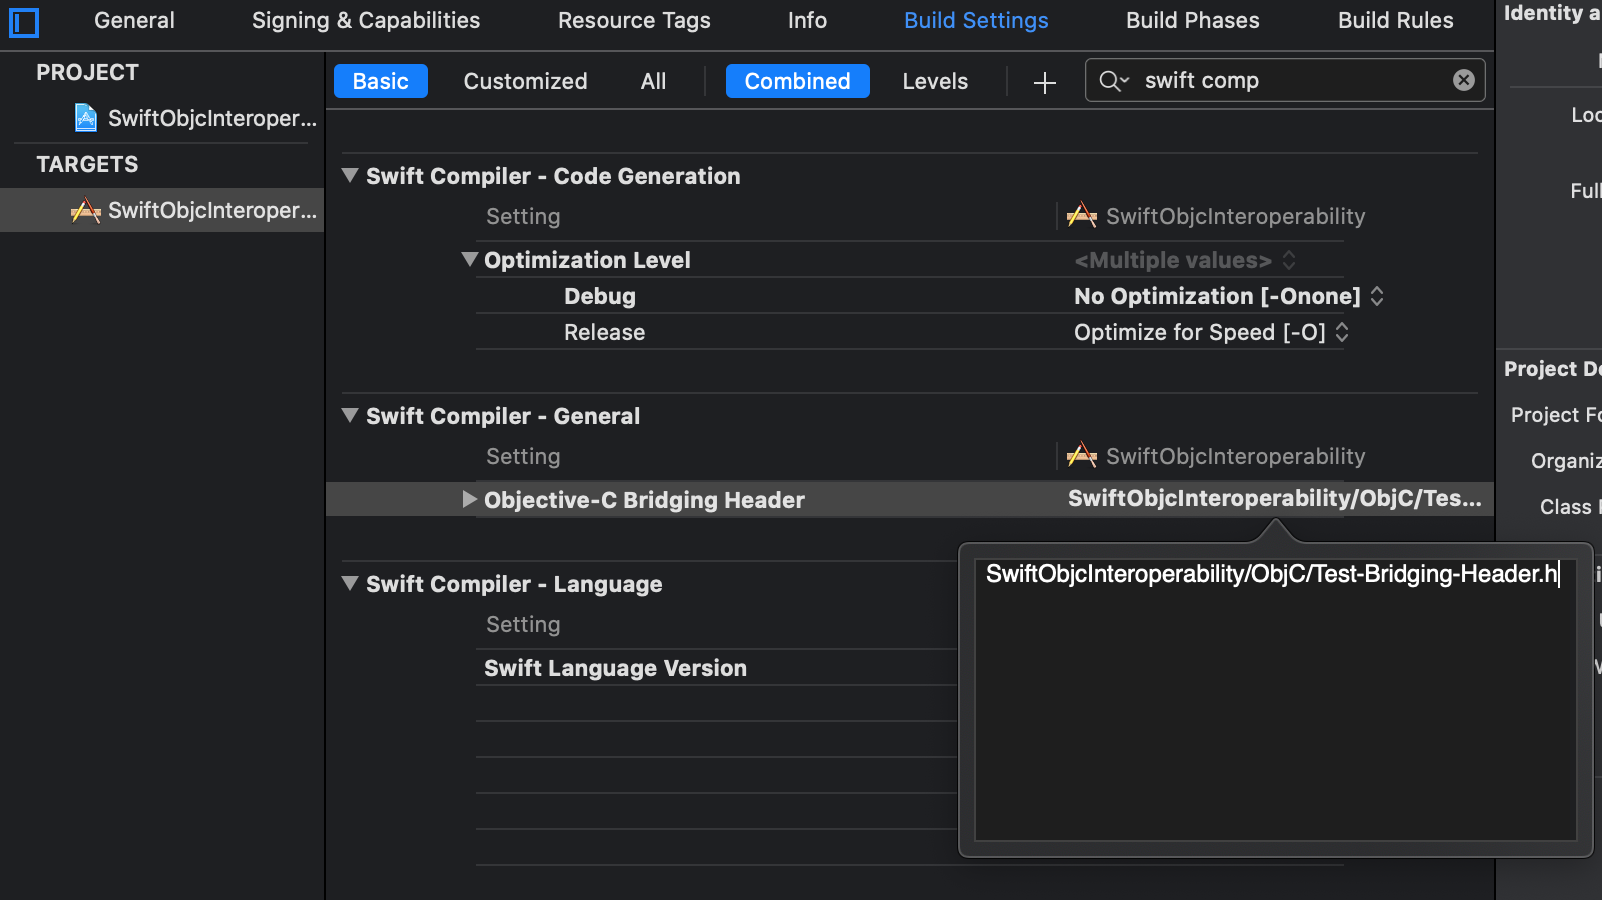 General Signing & Capabilities Resource Tags Info Build Settings Build Phases Build Rules
Identity a
PROJECT
SwiftObjcInteroper...
TARGETS
SwiftObjcInteroper...
Basic Customized All Combined Levels + swift comp
Swift Compiler - Code Generation
Setting SwiftObjcInteroperability
Optimization Level <Multiple values>
Debug No Optimization [-Onone]
Release Optimize for Speed [-O]
Swift Compiler - General
Setting SwiftObjcInteroperability
Objective-C Bridging Header SwiftObjcInteroperability/ObjC/Tes...
SwiftObjcInteroperability/ObjC/Test-Bridging-Header.h
Swift Compiler - Language
Setting
Swift Language Version
Loc
Full
Project De
Project Fo
Organiz
Class